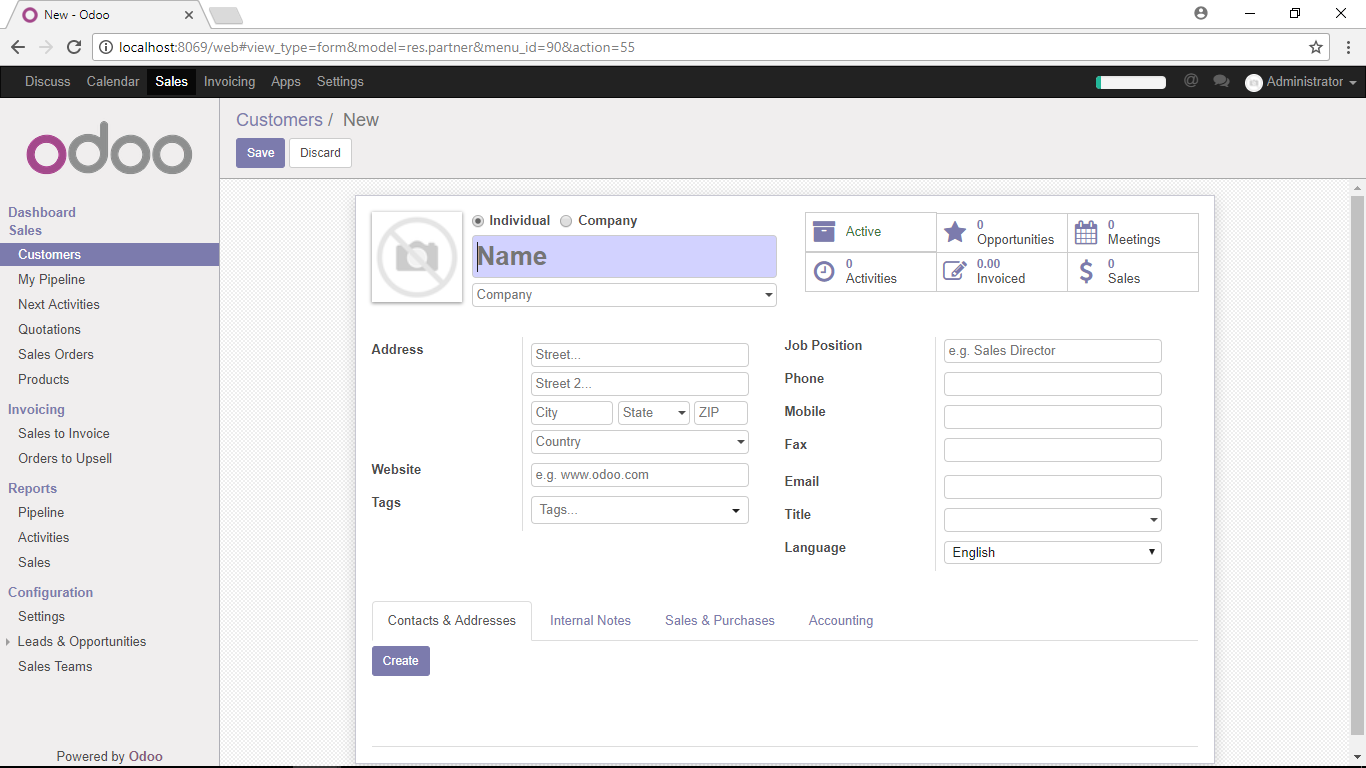 New - Odoo
localhost:8069/web#view_type=form&model=res.partner&menu_id=90&action=55
Discuss Calendar Sales Invoicing Apps Settings Administrator
odoo
Customers / New
Save Discard
Dashboard
Sales
Customers
My Pipeline
Next Activities
Quotations
Sales Orders
Products
Invoicing
Sales to Invoice
Orders to Upsell
Reports
Pipeline
Activities
Sales
Configuration
Settings
Leads & Opportunities
Sales Teams
Powered by Odoo
Individual Company
Name
Company
Active
0
Opportunities
0
Meetings
0
Activities
0.00
Invoiced
0
Sales
Address
Street...
Street 2...
City State ZIP
Country
Website e.g. www.odoo.com
Tags Tags...
Job Position e.g. Sales Director
Phone
Mobile
Fax
Email
Title
Language English
Contacts & Addresses Internal Notes Sales & Purchases Accounting
Create